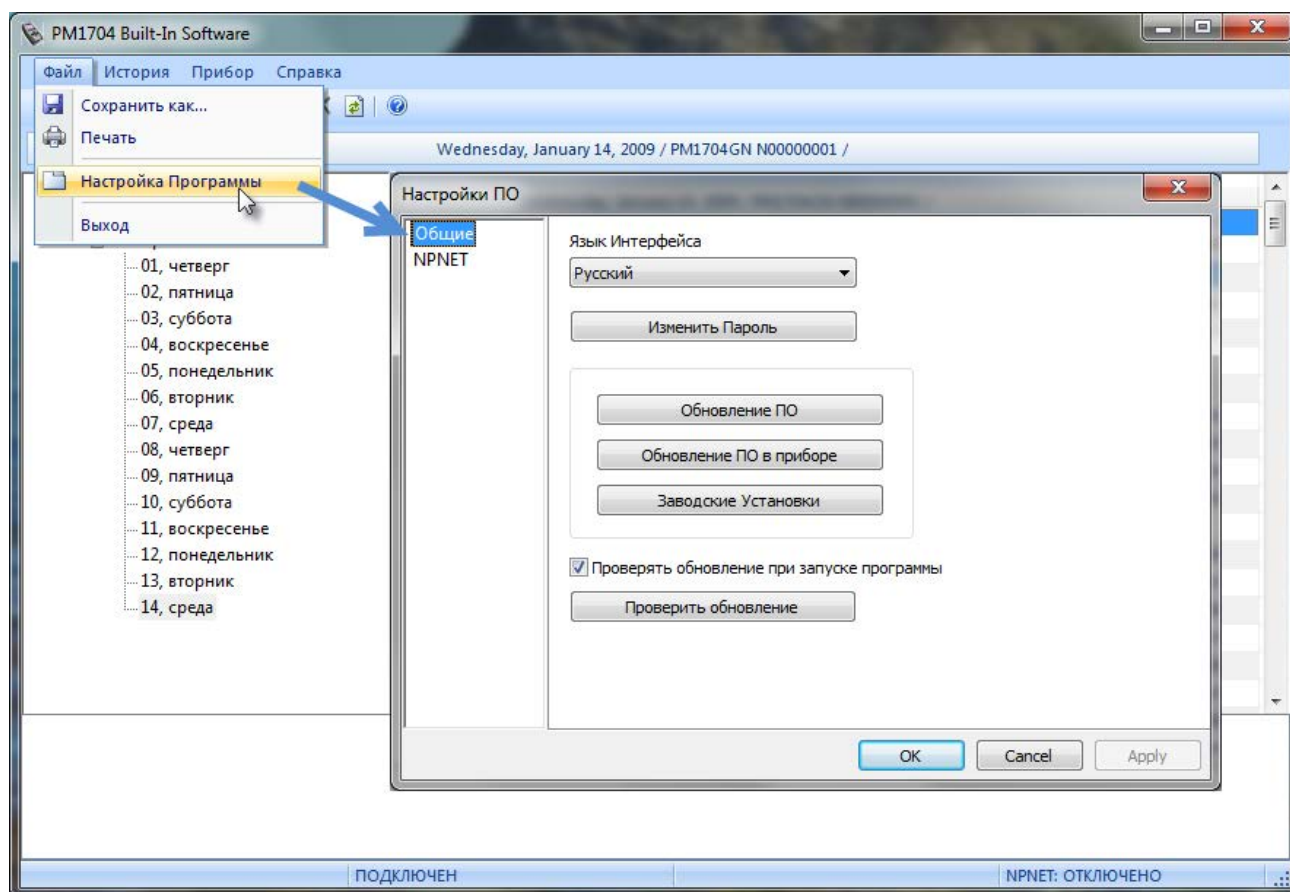 PM1704 Built-In Software
Файл История Прибор Справка
Сохранить как...
Печать
Wednesday, January 14, 2009 / PM1704GN N00000001 /
Настройка Программы
Выход
Настройки ПО
Общие
NPNET
Язык Интерфейса
Русский
Изменить Пароль
Обновление ПО
Обновление ПО в приборе
Заводские Установки
Проверять обновление при запуске программы
Проверить обновление
OK Cancel Apply
01, четверг
02, пятница
03, суббота
04, воскресенье
05, понедельник
06, вторник
07, среда
08, четверг
09, пятница
10, суббота
11, воскресенье
12, понедельник
13, вторник
14, среда
ПОДКЛЮЧЕН
NPNET: ОТКЛЮЧЕНО